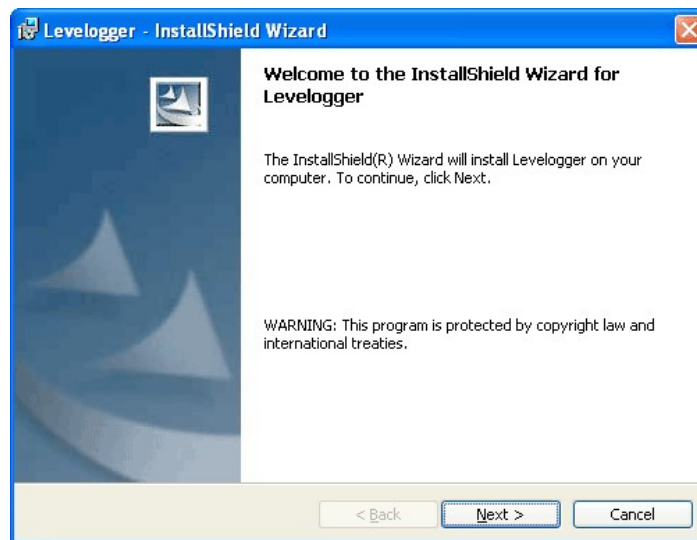 Levelogger - InstallShield Wizard
Welcome to the InstallShield Wizard for
Levelogger
The InstallShield(R) Wizard will install Levelogger on your
computer. To continue, click Next.
WARNING: This program is protected by copyright law and
international treaties.
< Back Next > Cancel